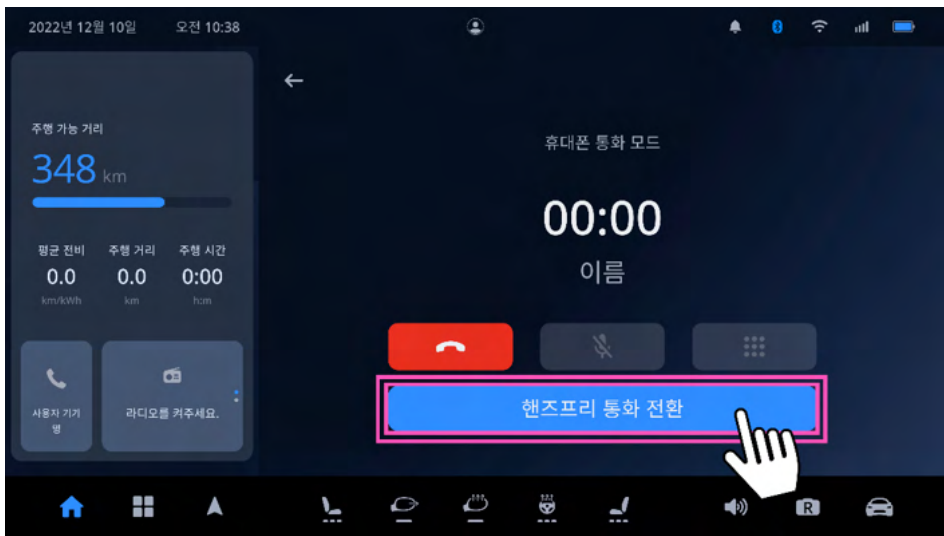 2022년 12월 10일 오전 10:38
주행 가능 거리
348 km
평균 전비 주행 거리 주행 시간
0.0 0.0 0:00
km/kWh km h:m
사용자 기기
명
라디오를 켜주세요.
휴대폰 통화 모드
00:00
이름
핸즈프리 통화 전환
R